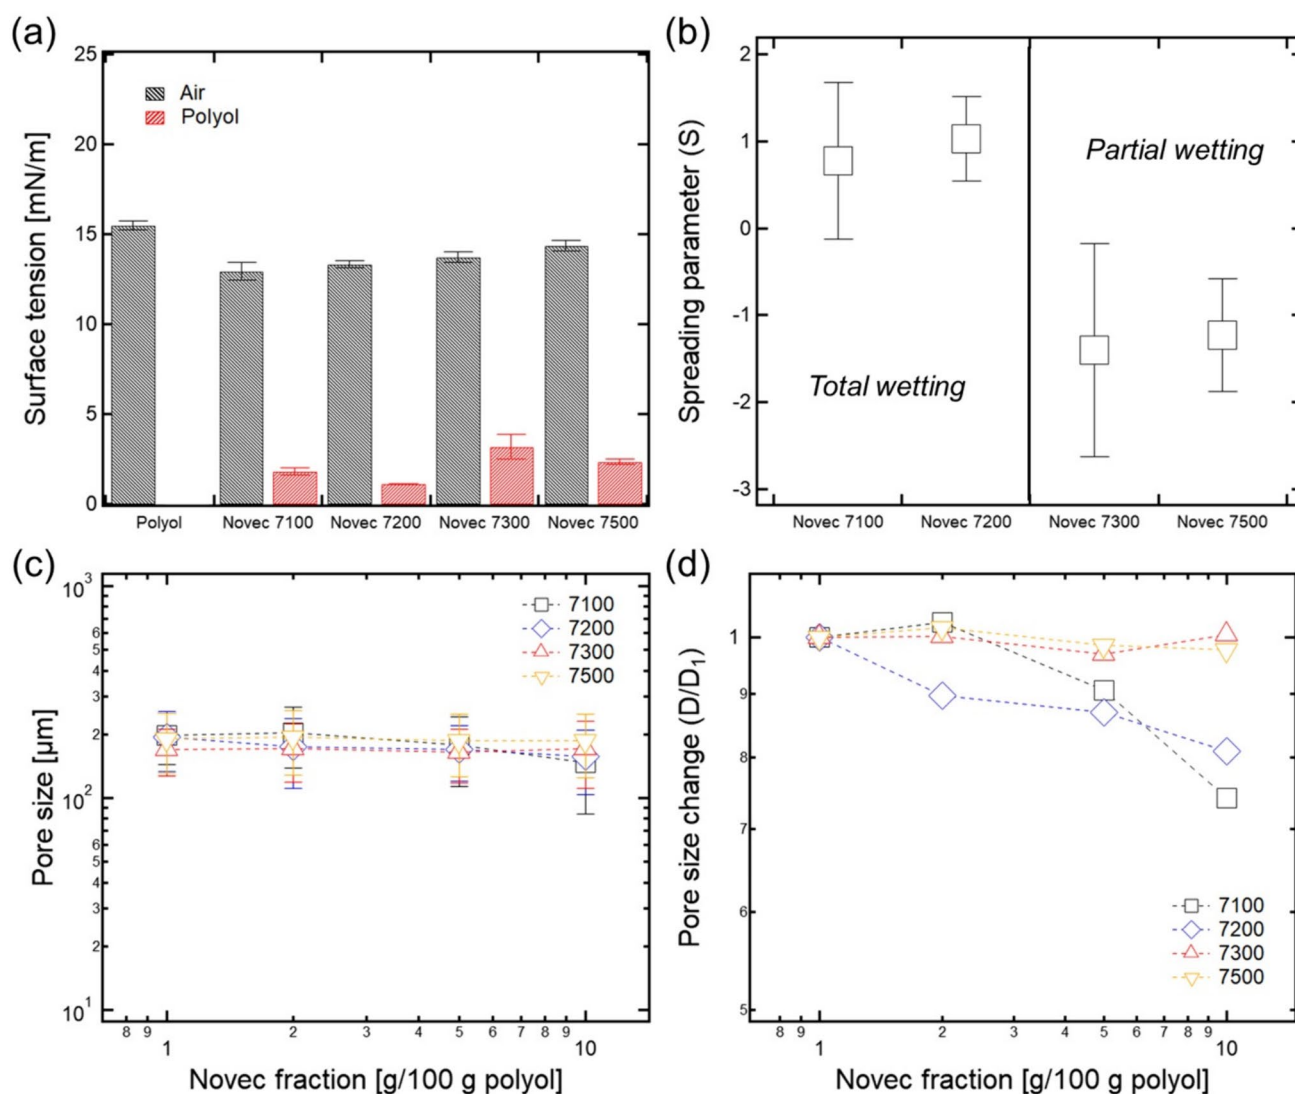 (a)
25
20
15
10
5
0
Surface tension [mN/m]
Air
Polyol
Polyol Novec 7100 Novec 7200 Novec 7300 Novec 7500
(b)
2
1
0
-1
-2
-3
Spreading parameter (S)
Partial wetting
Total wetting
Novec 7100 Novec 7200 Novec 7300 Novec 7500
(c)
10³
6
5
4
3
2
10²
6
5
4
3
2
10¹
Pore size [µm]
7100
7200
7300
7500
8 9 2 3 4 5 6 7 8 9
1 10
Novec fraction [g/100 g polyol]
(d)
1
9
8
7
6
5
Pore size change (D/D₁)
7100
7200
7300
7500
8 9 2 3 4 5 6 7 8 9
1 10
Novec fraction [g/100 g polyol]